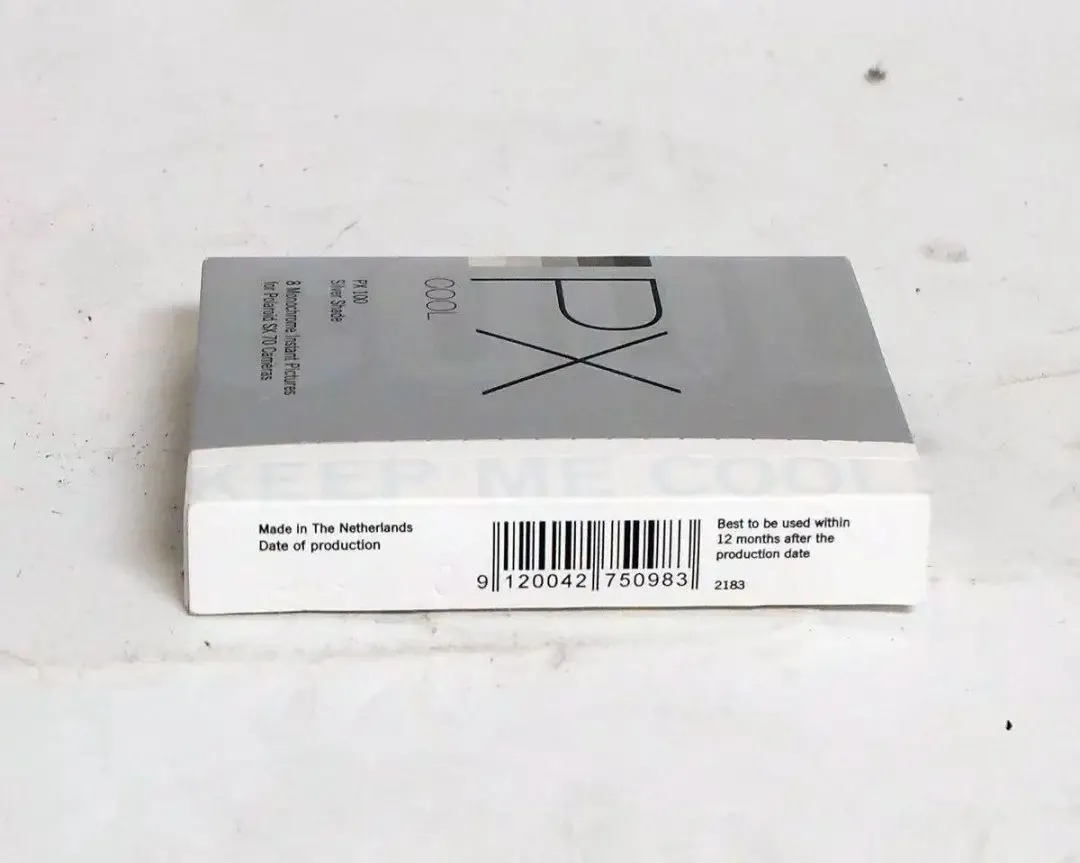 PX
COOL
PX 100
Silver Shade
8 Monochrome Instant Pictures
for Polaroid SX 70 Cameras
KEEP ME COOL
Made in The Netherlands
Date of production
9 120042 750983
Best to be used within
12 months after the
production date
2183